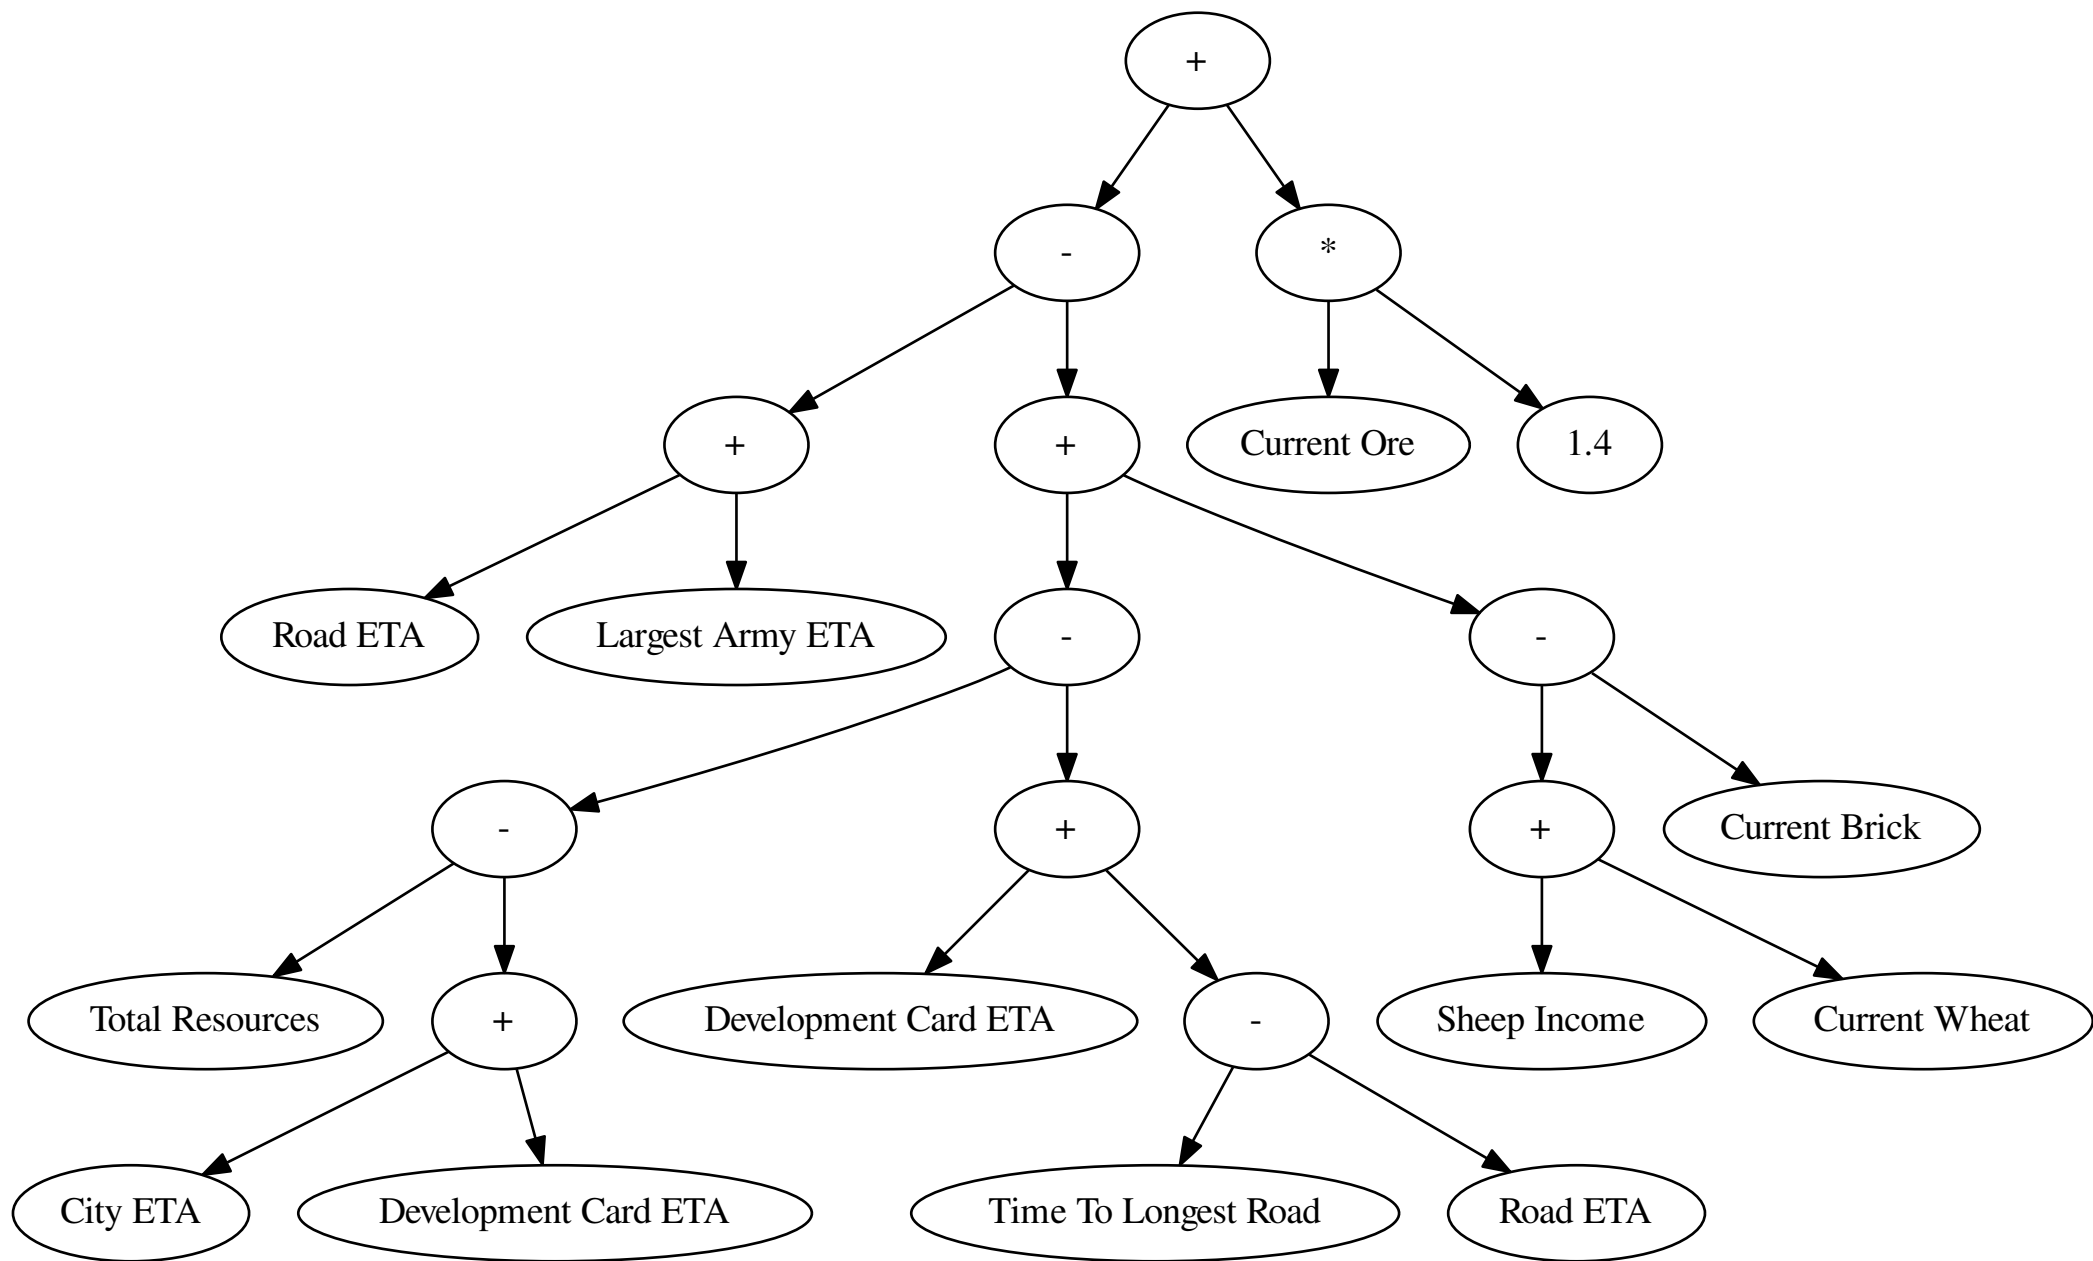 +
-
*
+
+
Current Ore
1.4
Road ETA
Largest Army ETA
-
-
-
+
+
Current Brick
Total Resources
+
Development Card ETA
-
Sheep Income
Current Wheat
City ETA
Development Card ETA
Time To Longest Road
Road ETA